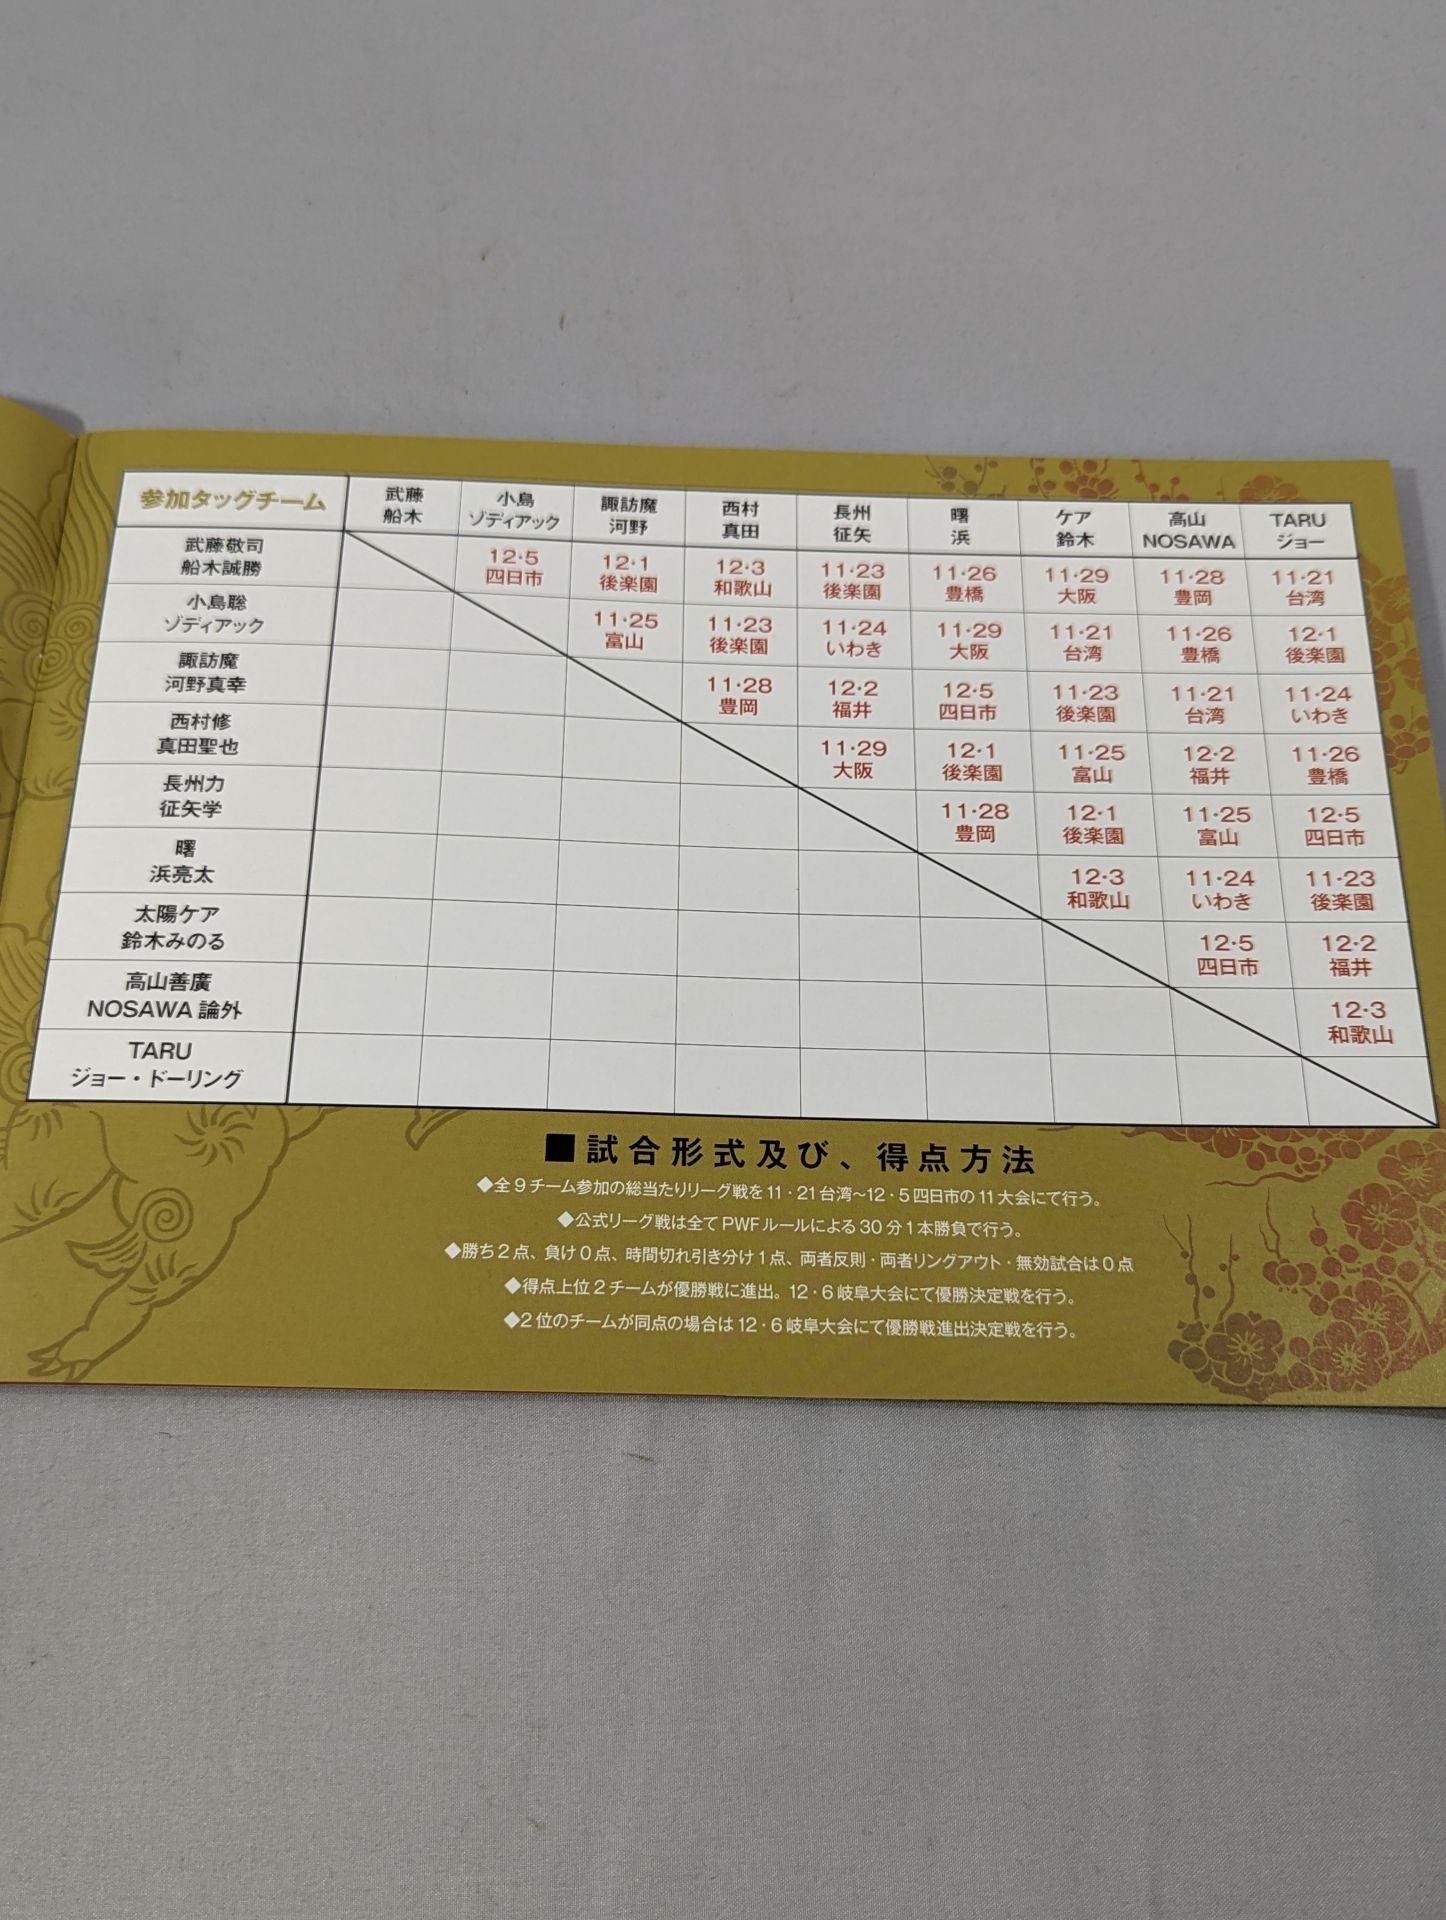 参加タッグチーム
武藤
船木
小島
ゾディアック
諏訪魔
河野
西村
真田
長州
征矢
曙
浜
ケア
鈴木
高山
NOSAWA
TARU
ジョー
武藤敬司
船木誠勝
12・5
四日市
12・1
後楽園
12・3
和歌山
11・23
後楽園
11・26
豊橋
11・29
大阪
11・28
豊岡
11・21
台湾
小島聡
ゾディアック
11・25
富山
11・23
後楽園
11・24
いわき
11・29
大阪
11・21
台湾
11・26
豊橋
12・1
後楽園
諏訪魔
河野真幸
11・28
豊岡
12・2
福井
12・5
四日市
11・23
後楽園
11・21
台湾
11・24
いわき
西村修
真田聖也
11・29
大阪
12・1
後楽園
11・25
富山
12・2
福井
11・26
豊橋
長州力
征矢学
11・28
豊岡
12・1
後楽園
11・25
富山
12・5
四日市
曙
浜亮太
12・3
和歌山
11・24
いわき
11・23
後楽園
太陽ケア
鈴木みのる
12・5
四日市
12・2
福井
高山善廣
NOSAWA論外
12・3
和歌山
TARU
ジョー・ドーリング
■試合形式及び、得点方法
◆全9チーム参加の総当たりリーグ戦を11・21台湾〜12・5四日市の11大会にて行う。
◆公式リーグ戦は全てPWFルールによる30分1本勝負で行う。
◆勝ち2点、負け0点、時間切れ引き分け1点、両者反則・両者リングアウト・無効試合は0点
◆得点上位2チームが優勝戦に進出。12・6岐阜大会にて優勝決定戦を行う。
◆2位のチームが同点の場合は12・6岐阜大会にて優勝戦進出決定戦を行う。